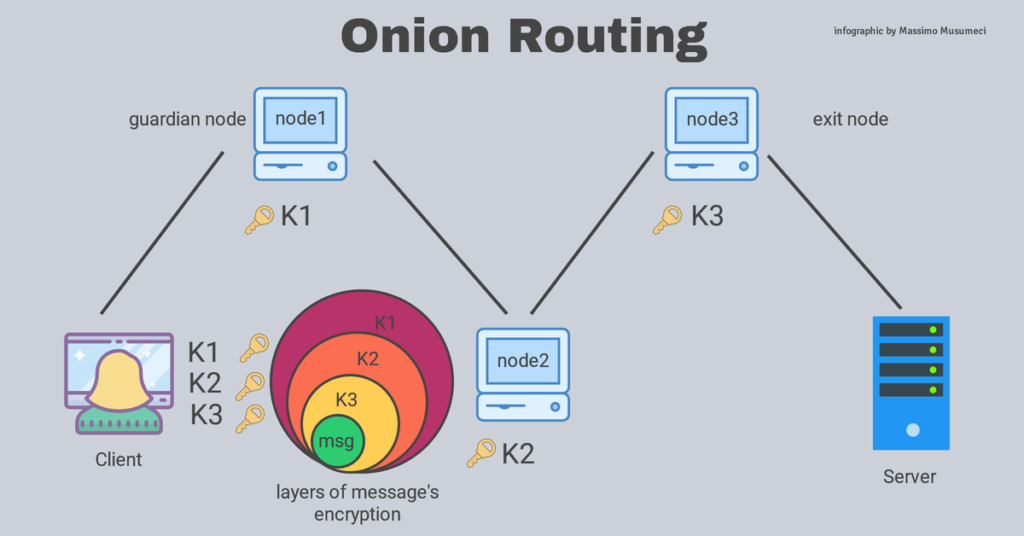 Onion Routing
infographic by Massimo Musumeci
guardian node
node1
node3
exit node
K1
K3
K1
K2
K3
K1
K2
K3
msg
node2
K2
Client
layers of message's
encryption
Server